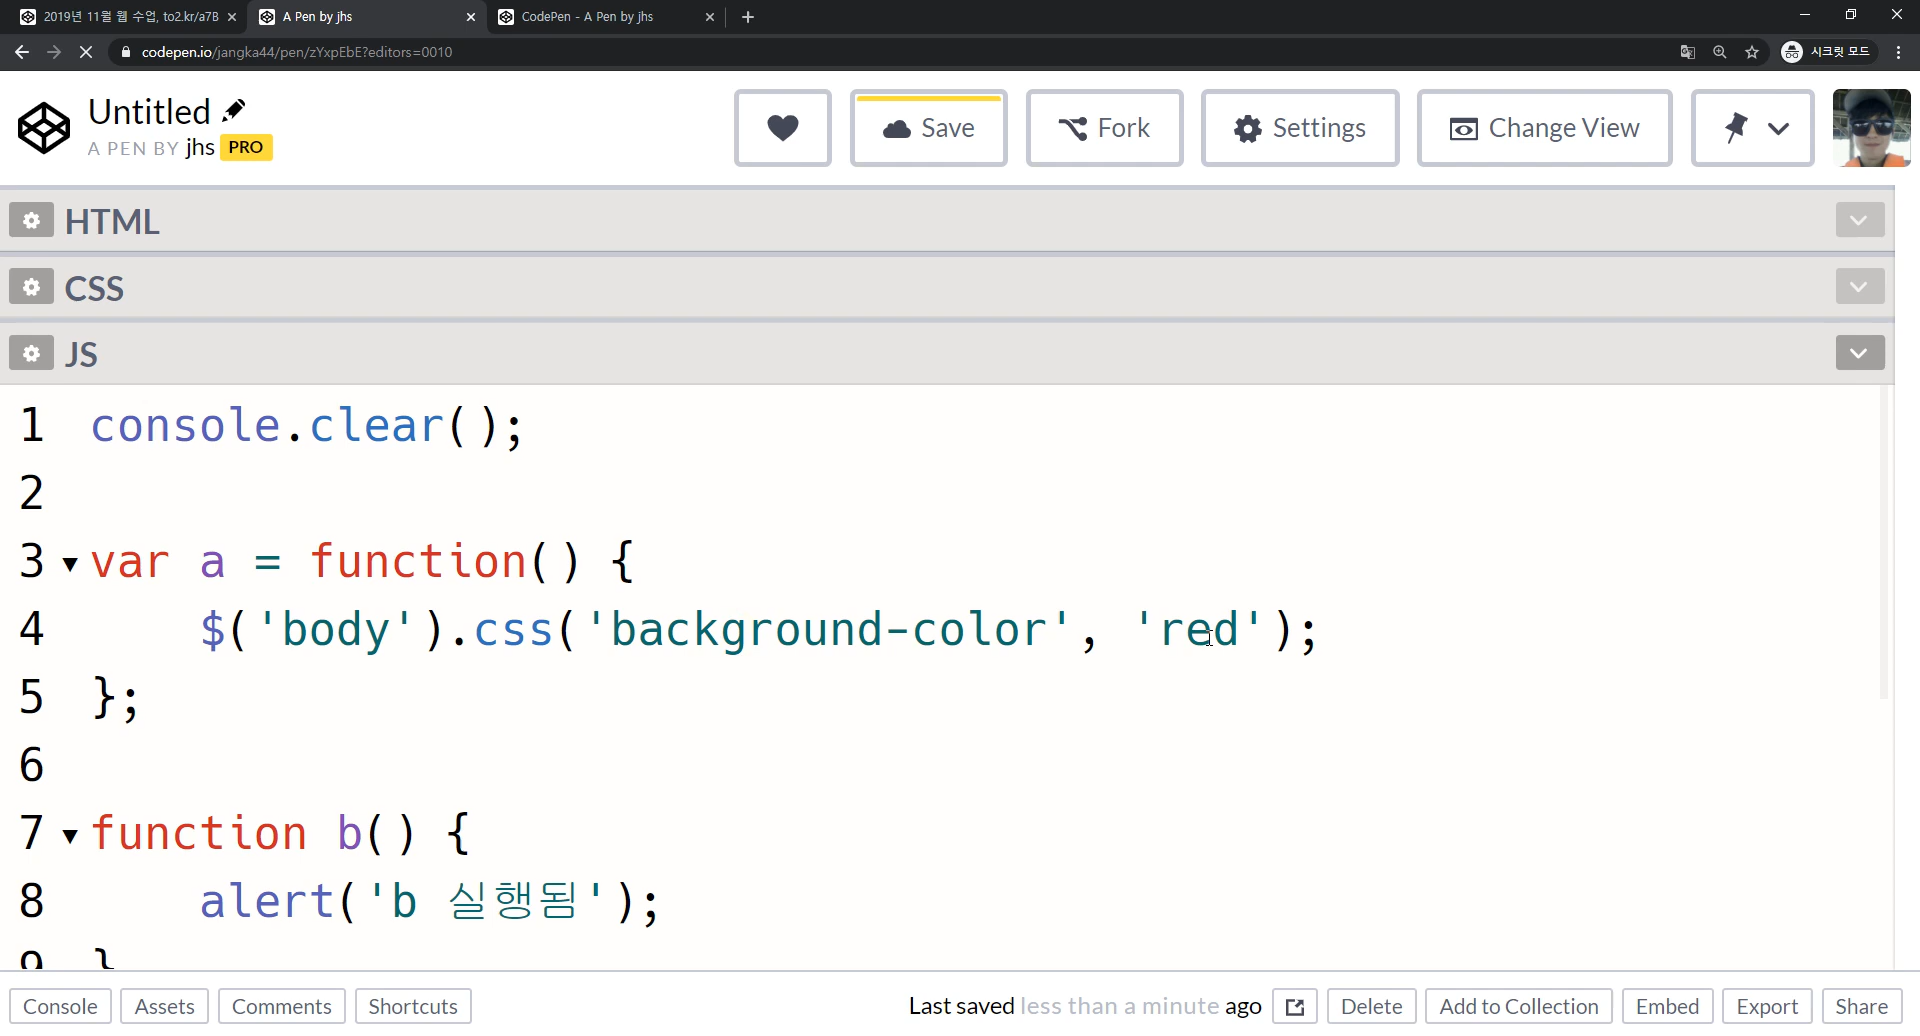 2019년 11월 웹 수업, to2.kr/a7B
A Pen by jhs
CodePen - A Pen by jhs
codepen.io/jangka44/pen/zYxpEbE?editors=0010
시크릿 모드
Untitled
A PEN BY jhs PRO
Save
Fork
Settings
Change View
HTML
CSS
JS
1 console.clear();
2
3 var a = function() {
4 $('body').css('background-color', 'red');
5 };
6
7 function b() {
8 alert('b 실행됨');
9 }
Console
Assets
Comments
Shortcuts
Last saved less than a minute ago
Delete
Add to Collection
Embed
Export
Share